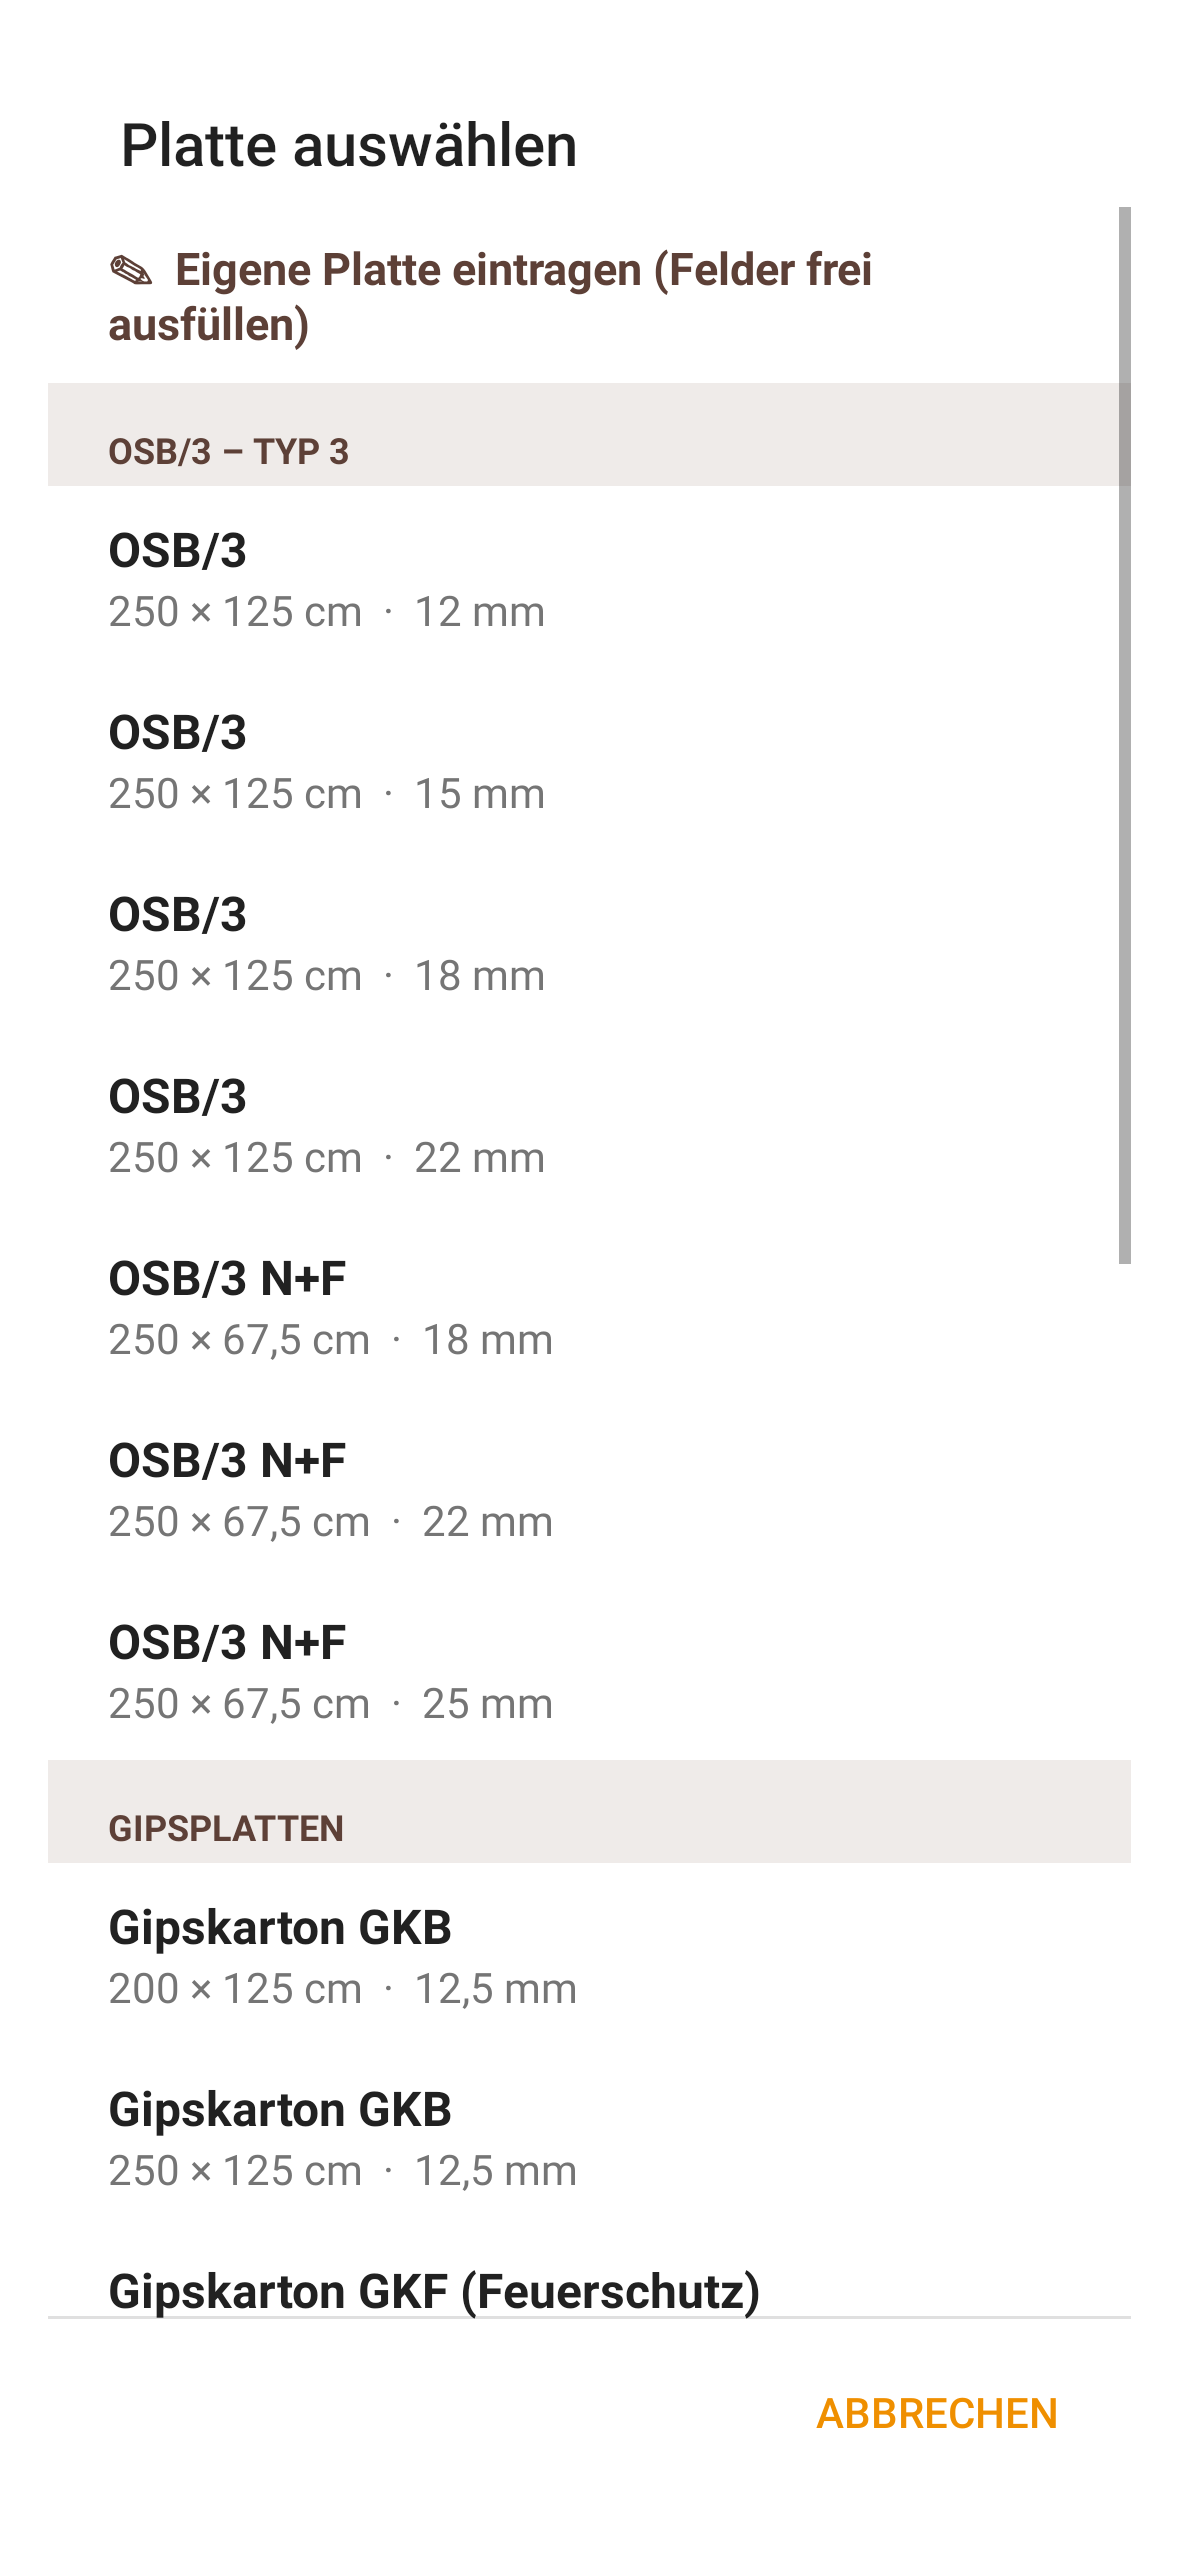 Platte auswählen
✎ Eigene Platte eintragen (Felder frei
ausfüllen)
OSB/3 – TYP 3
OSB/3
250 × 125 cm · 12 mm
OSB/3
250 × 125 cm · 15 mm
OSB/3
250 × 125 cm · 18 mm
OSB/3
250 × 125 cm · 22 mm
OSB/3 N+F
250 × 67,5 cm · 18 mm
OSB/3 N+F
250 × 67,5 cm · 22 mm
OSB/3 N+F
250 × 67,5 cm · 25 mm
GIPSPLATTEN
Gipskarton GKB
200 × 125 cm · 12,5 mm
Gipskarton GKB
250 × 125 cm · 12,5 mm
Gipskarton GKF (Feuerschutz)
ABBRECHEN